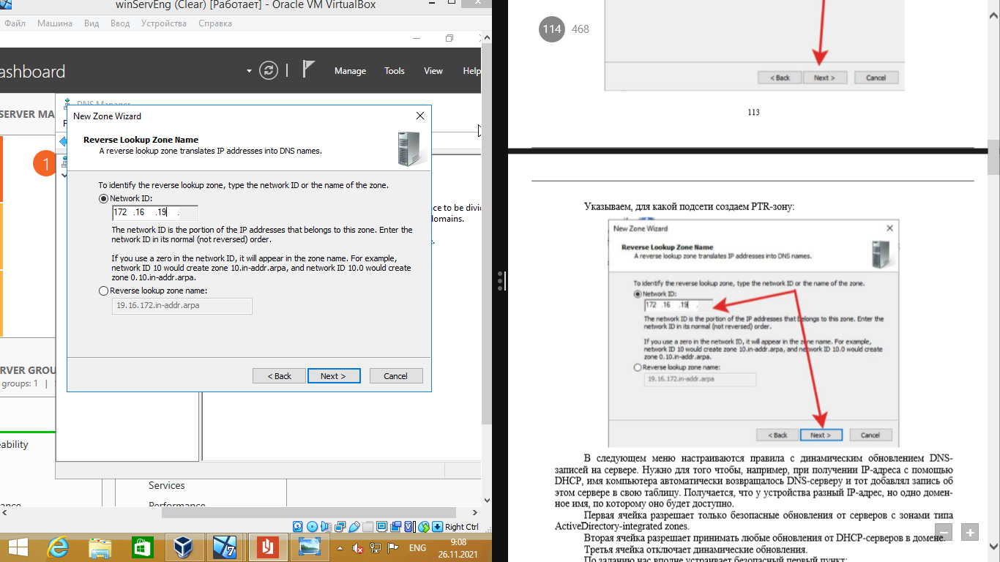 winServEng (Clear) [Работает] - Oracle VM VirtualBox
Файл Машина Вид Ввод Устройства Справка
ashboard
Manage Tools View Help
SERVER MA
DNS Manager
1
New Zone Wizard
Reverse Lookup Zone Name
A reverse lookup zone translates IP addresses into DNS names.
To identify the reverse lookup zone, type the network ID or the name of the zone.
Network ID:
172 .16 .19 .
The network ID is the portion of the IP addresses that belongs to this zone. Enter the
network ID in its normal (not reversed) order.
If you use a zero in the network ID, it will appear in the zone name. For example,
network ID 10 would create zone 10.in-addr.arpa, and network ID 10.0 would create
zone 0.10.in-addr.arpa.
Reverse lookup zone name:
19.16.172.in-addr.arpa
< Back Next > Cancel
ce to be divi
omains.
RVER GROU
groups: 1 |
eability
Services
Performance
ance
Right Ctrl
ENG
9:08
26.11.2021
114 468
< Back Next > Cancel
113
Указываем, для какой подсети создаем PTR-зону:
New Zone Wizard
Reverse Lookup Zone Name
A reverse lookup zone translates IP addresses into DNS names.
To identify the reverse lookup zone, type the network ID or the name of the zone.
Network ID:
172 .16 .19 .
The network ID is the portion of the IP addresses that belongs to this zone. Enter the
network ID in its normal (not reversed) order.
If you use a zero in the network ID, it will appear in the zone name. For example,
network ID 10 would create zone 10.in-addr.arpa, and network ID 10.0 would create
zone 0.10.in-addr.arpa.
Reverse lookup zone name:
19.16.172.in-addr.arpa
< Back Next > Cancel
В следующем меню настраиваются правила с динамическим обновлением DNS-
записей на сервере. Нужно для того чтобы, например, при получении IP-адреса с помощью
DHCP, имя компьютера автоматически возвращалось DNS-серверу и тот добавлял запись об
этом сервере в свою таблицу. Получается, что у устройства разный IP-адрес, но одно домен-
ное имя, по которому оно будет доступно.
Первая ячейка разрешает только безопасные обновления от серверов с зонами типа
ActiveDirectory-integrated zones.
Вторая ячейка разрешает принимать любые обновления от DHCP-серверов в домене.
Третья ячейка отключает динамические обновления.
По заданию нас вполне устраивает безопасный первый пункт: